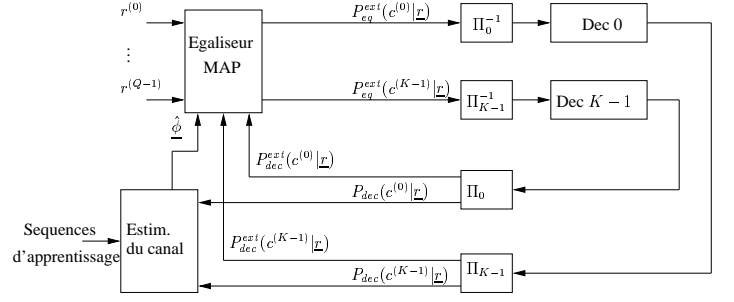 r^{(0)}
P_{eq}^{ext}(c^{(0)}|r)
Π_0^{-1}
Dec 0
Egaliseur
MAP
⋮
r^{(Q−1)}
P_{eq}^{ext}(c^{(K−1)}|r)
Π_{K−1}^{-1}
Dec K − 1
\hat{ϕ}
P_{dec}^{ext}(c^{(0)}|r)
P_{dec}(c^{(0)}|r)
Π_0
Sequences
d'apprentissage
Estim.
du canal
P_{dec}^{ext}(c^{(K−1)}|r)
P_{dec}(c^{(K−1)}|r)
Π_{K−1}